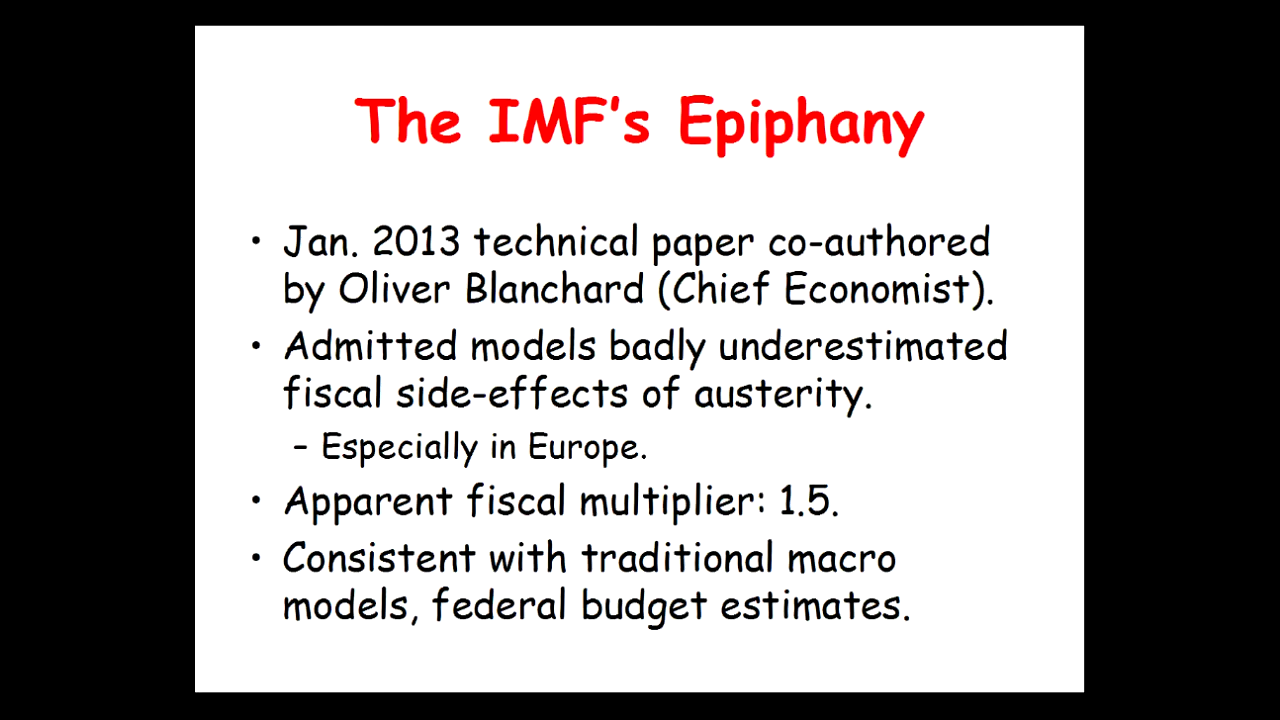 The IMF's Epiphany
• Jan. 2013 technical paper co-authored
by Oliver Blanchard (Chief Economist).
• Admitted models badly underestimated
fiscal side-effects of austerity.
– Especially in Europe.
• Apparent fiscal multiplier: 1.5.
• Consistent with traditional macro
models, federal budget estimates.